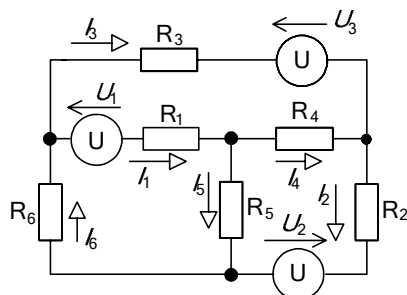 I3 R3 U3 U
U1 U R1 R4
I1 I5 I4 I2
R6 I6 R5 U2 R2
U